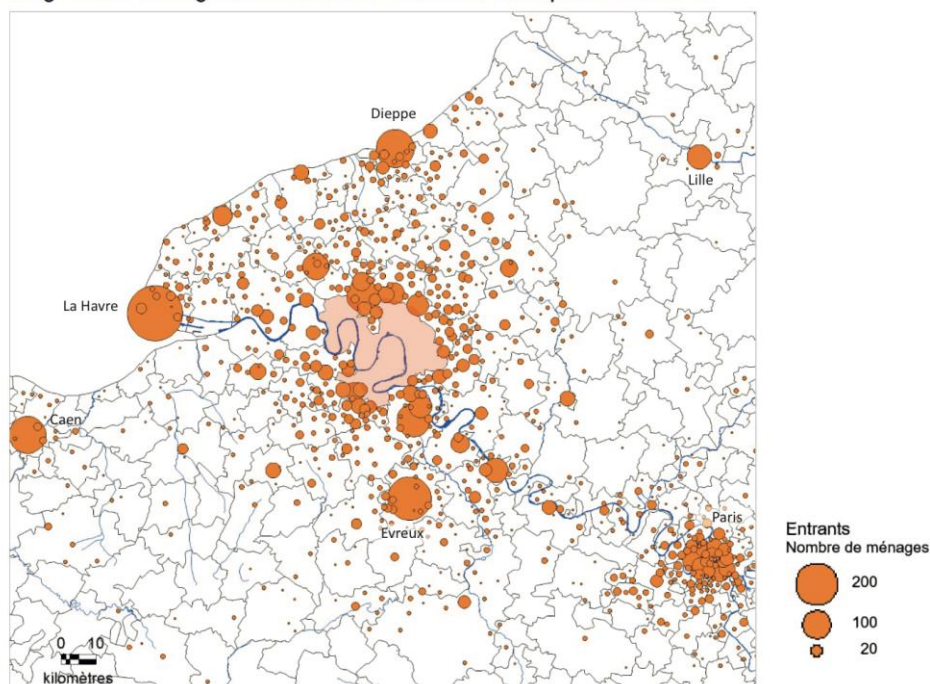 Dieppe
Lille
La Havre
Caen
Evreux
Paris
Entrants
Nombre de ménages
200
100
20
0 10
kilomètres